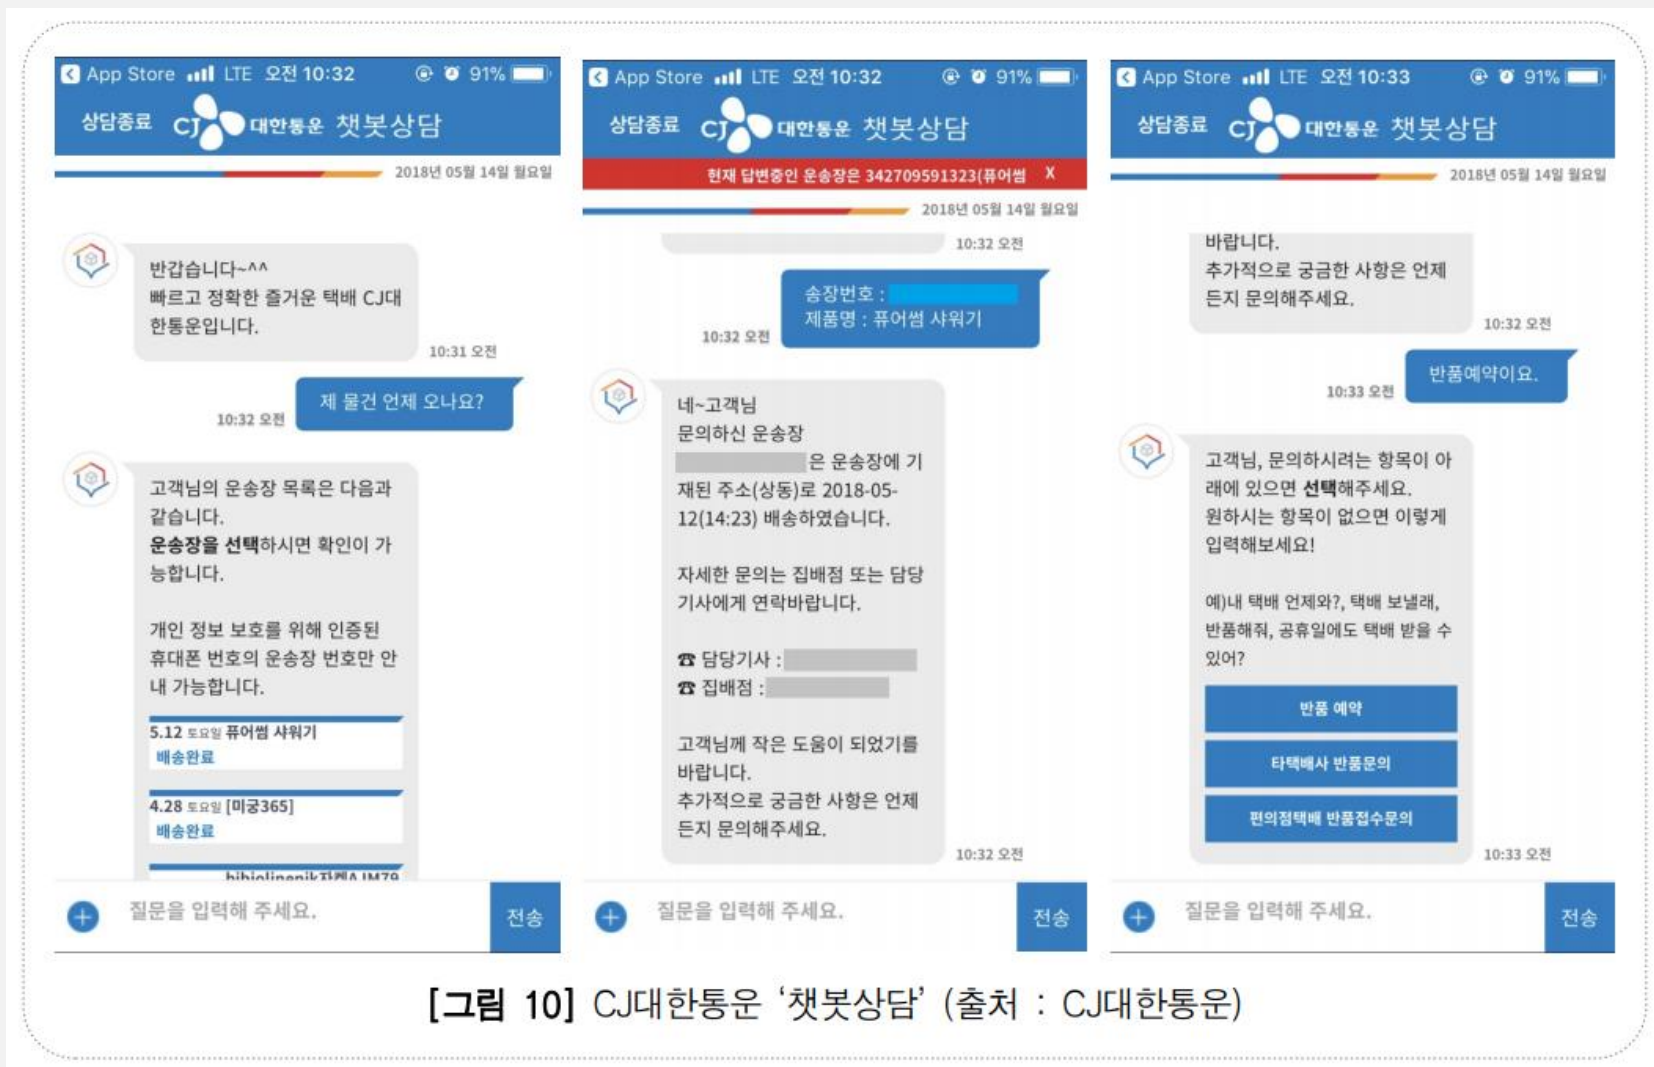 App Store LTE 오전 10:32 91%
상담종료 CJ 대한통운 챗봇상담
2018년 05월 14일 월요일
반갑습니다~^^
빠르고 정확한 즐거운 택배 CJ대
한통운입니다.
10:31 오전
제 물건 언제 오나요?
10:32 오전
고객님의 운송장 목록은 다음과
같습니다.
운송장을 선택하시면 확인이 가
능합니다.
개인 정보 보호를 위해 인증된
휴대폰 번호의 운송장 번호만 안
내 가능합니다.
5.12 토요일 퓨어썸 샤워기
배송완료
4.28 토요일 [미궁365]
배송완료
질문을 입력해 주세요.
전송
App Store LTE 오전 10:32 91%
상담종료 CJ 대한통운 챗봇상담
현재 답변중인 운송장은 342709591323(퓨어썸 X
2018년 05월 14일 월요일
10:32 오전
송장번호 :
제품명 : 퓨어썸 샤워기
10:32 오전
네~고객님
문의하신 운송장
은 운송장에 기
재된 주소(상동)로 2018-05-
12(14:23) 배송하였습니다.
자세한 문의는 집배점 또는 담당
기사에게 연락바랍니다.
☎ 담당기사 :
☎ 집배점 :
고객님께 작은 도움이 되었기를
바랍니다.
추가적으로 궁금한 사항은 언제
든지 문의해주세요.
10:32 오전
질문을 입력해 주세요.
전송
App Store LTE 오전 10:33 91%
상담종료 CJ 대한통운 챗봇상담
2018년 05월 14일 월요일
바랍니다.
추가적으로 궁금한 사항은 언제
든지 문의해주세요.
10:32 오전
반품예약이요.
10:33 오전
고객님, 문의하시려는 항목이 아
래에 있으면 선택해주세요.
원하시는 항목이 없으면 이렇게
입력해보세요!
예)내 택배 언제와?, 택배 보낼래,
반품해줘, 공휴일에도 택배 받을 수
있어?
반품 예약
타택배사 반품문의
편의점택배 반품접수문의
10:33 오전
질문을 입력해 주세요.
전송
[그림 10] CJ대한통운 ‘챗봇상담’ (출처 : CJ대한통운)